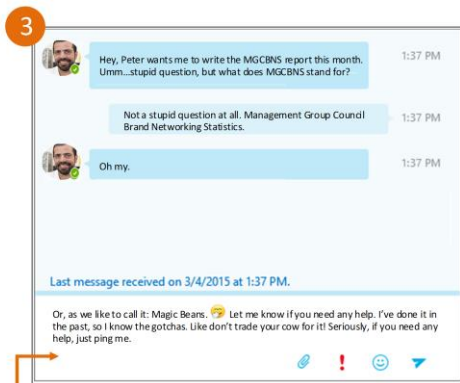 3
Hey, Peter wants me to write the MGCBNS report this month.
1:37 PM
Umm...stupid question, but what does MGCBNS stand for?
Not a stupid question at all. Management Group Council
1:37 PM
Brand Networking Statistics.
Oh my.
1:37 PM
Last message received on 3/4/2015 at 1:37 PM.
Or, as we like to call it: Magic Beans. 🤭 Let me know if you need any help. I've done it in
the past, so I know the gotchas. Like don't trade your cow for it! Seriously, if you need any
help, just ping me.